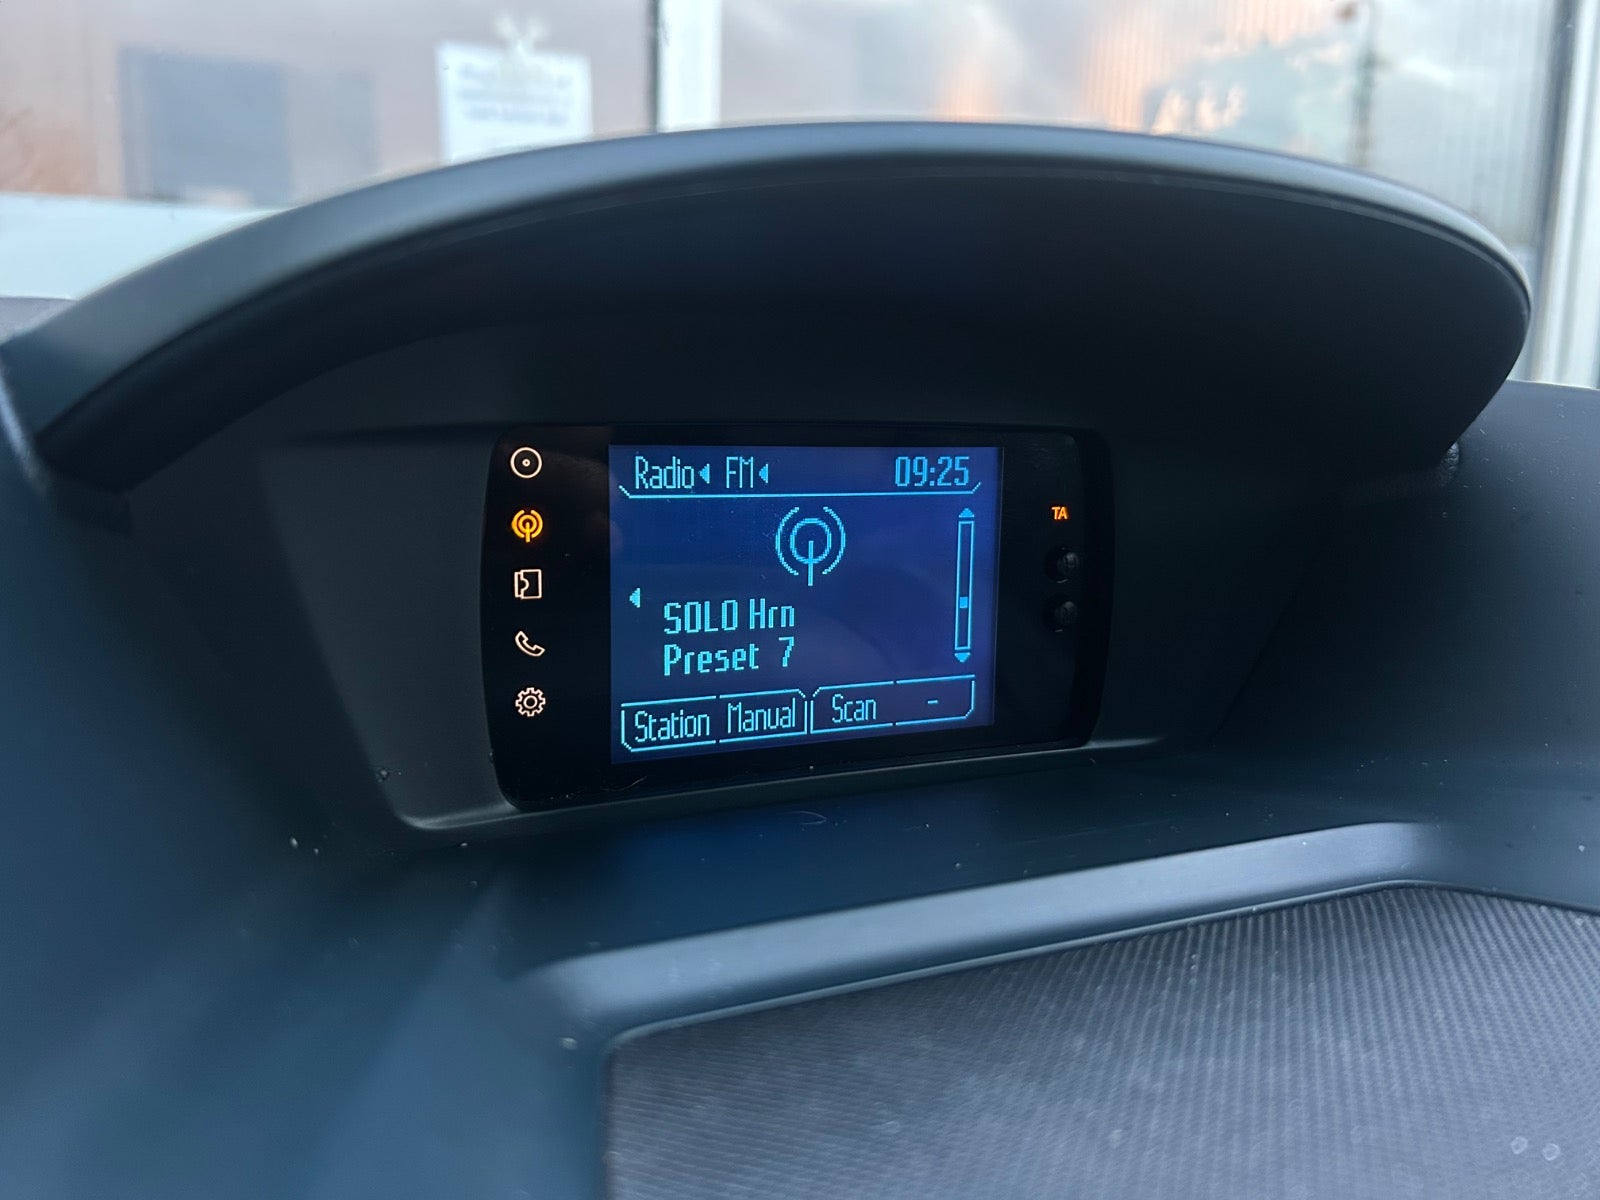 Radio FM 09:25
TA
SOLO Hrn
Preset 7
Station Manual Scan -